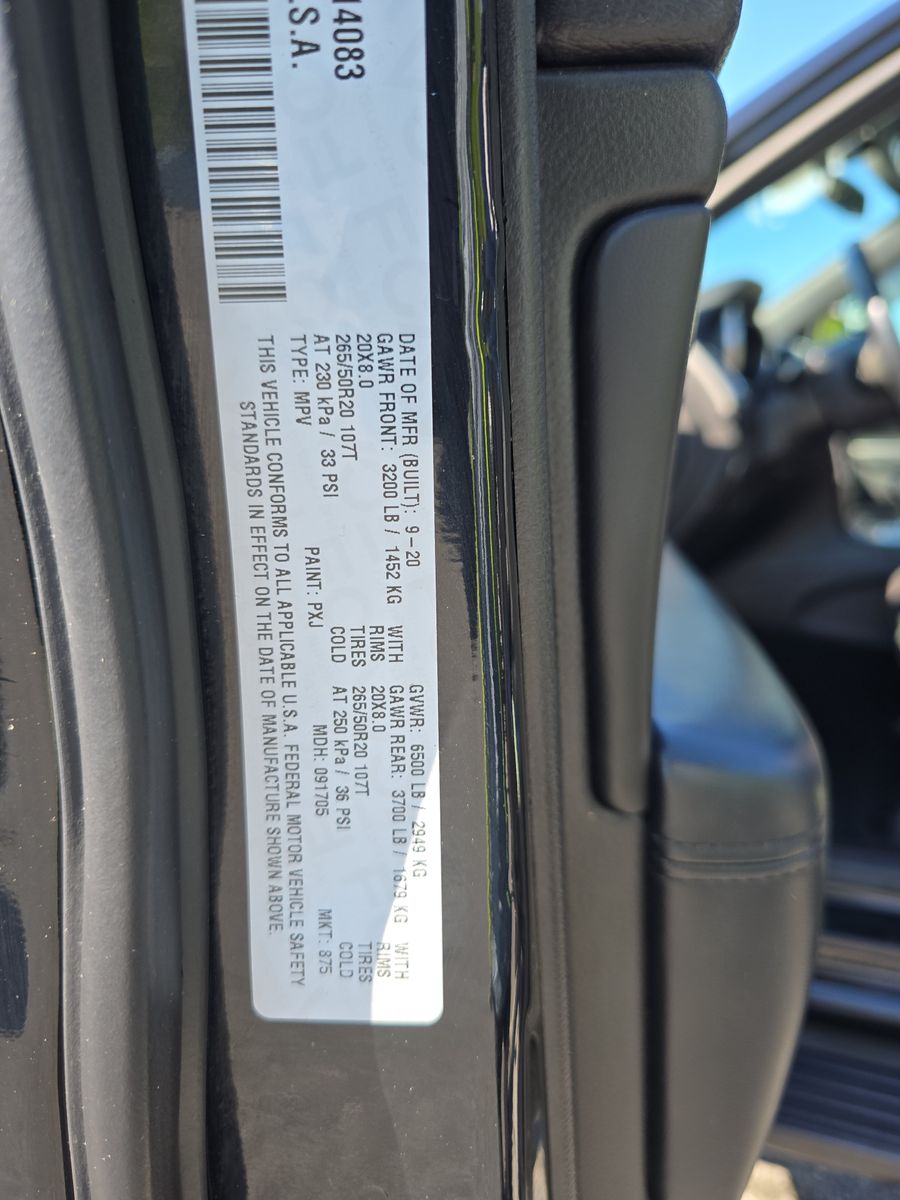 14083
.S.A.
DATE OF MFR (BUILT): 9–20 GVWR: 6500 LB / 2949 KG
GAWR FRONT: 3200 LB / 1452 KG WITH GAWR REAR: 3700 LB / 1679 KG WITH
20X8.0 RIMS 20X8.0 RIMS
265/50R20 107T TIRES 265/50R20 107T TIRES
AT 230 kPa / 33 PSI COLD AT 250 kPa / 36 PSI COLD
TYPE: MPV PAINT: PXJ MDH: 091705 MKT: 875
THIS VEHICLE CONFORMS TO ALL APPLICABLE U.S.A. FEDERAL MOTOR VEHICLE SAFETY
STANDARDS IN EFFECT ON THE DATE OF MANUFACTURE SHOWN ABOVE.